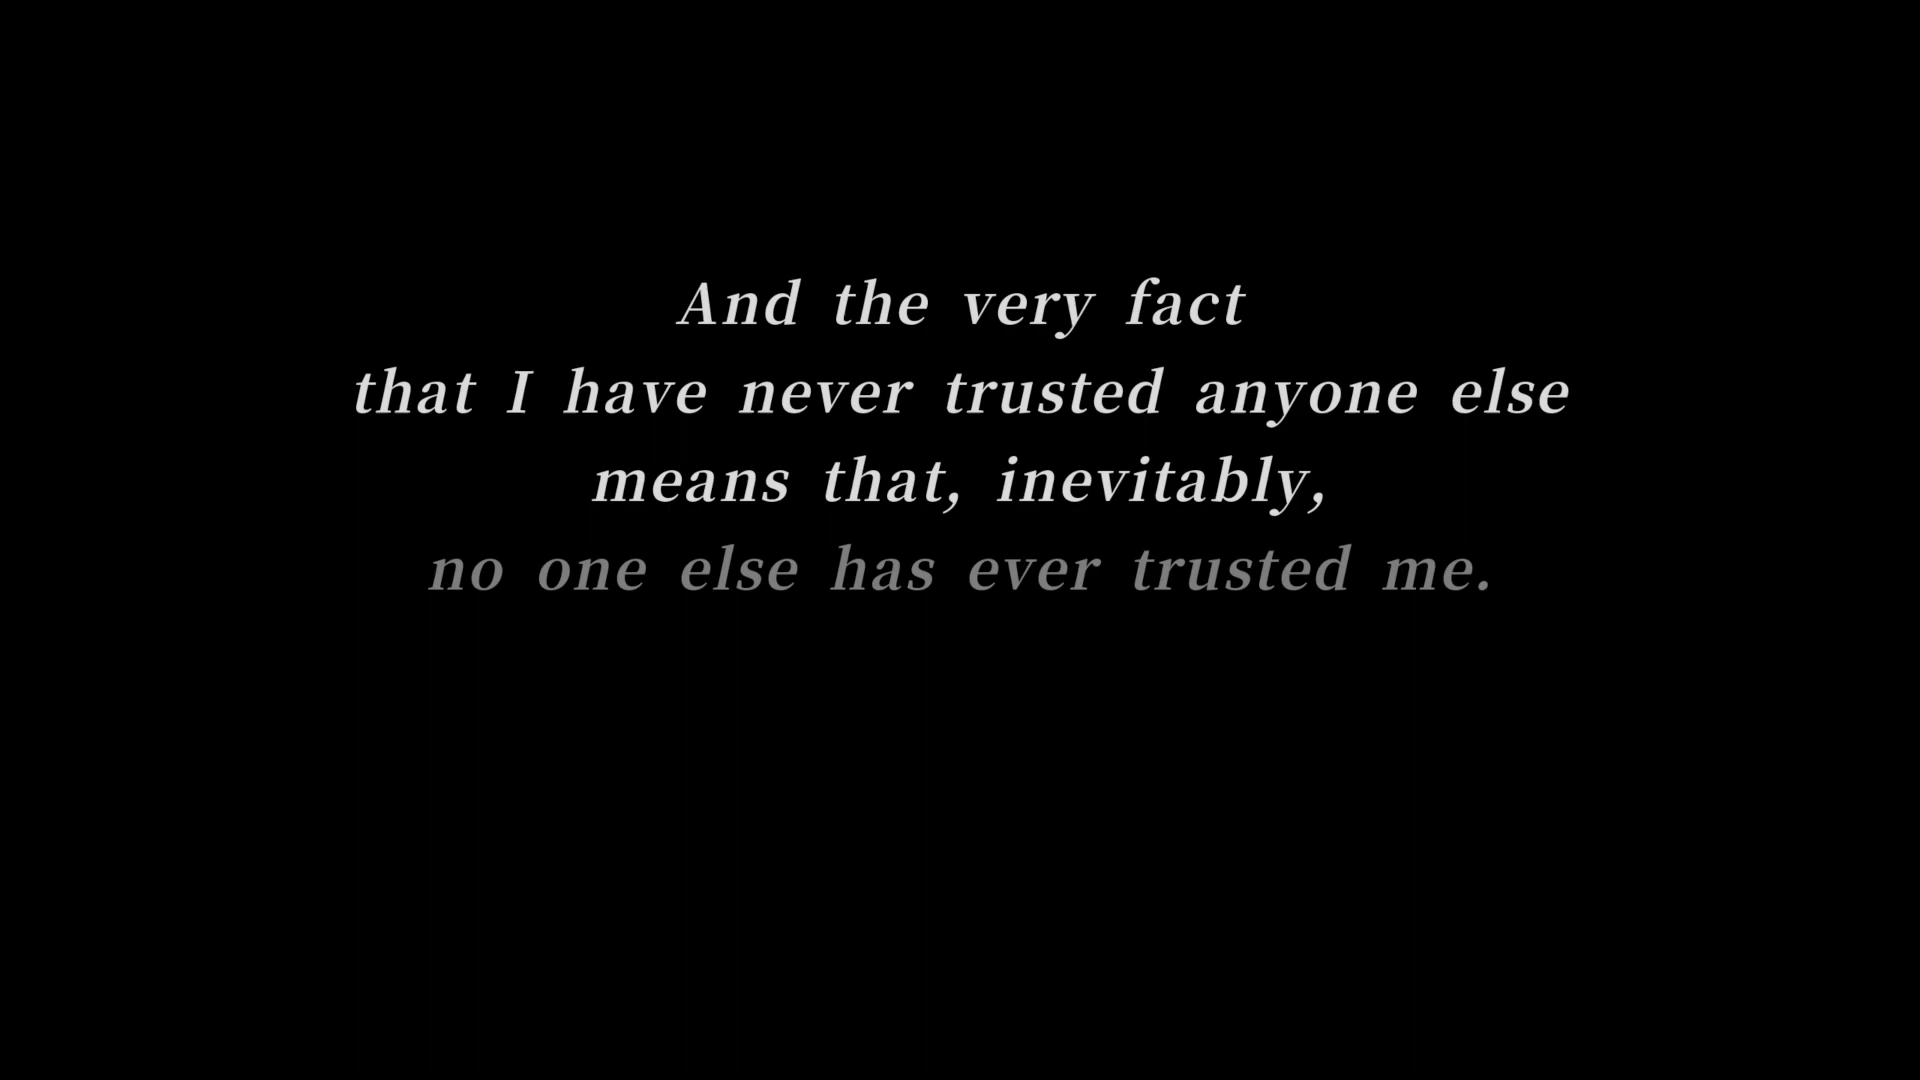 And the very fact
that I have never trusted anyone else
means that, inevitably,
no one else has ever trusted me.